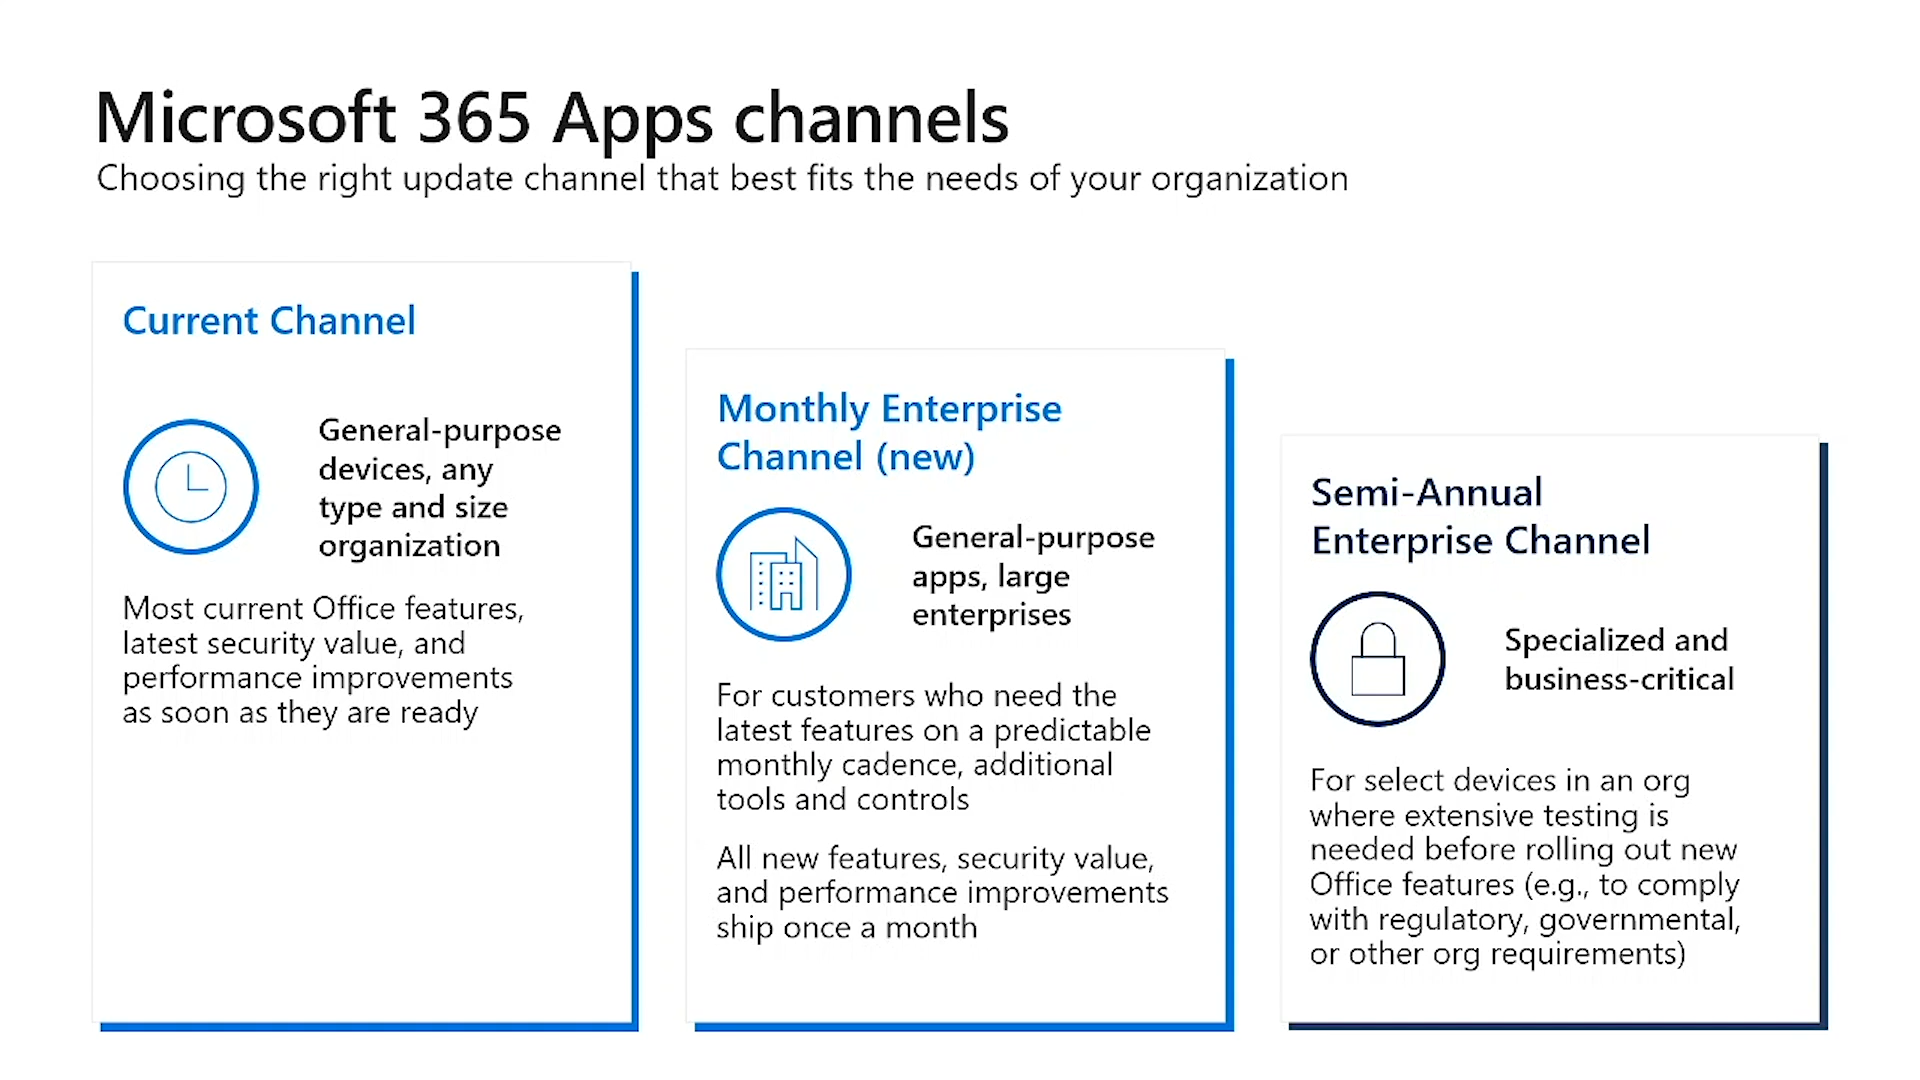 Microsoft 365 Apps channels
Choosing the right update channel that best fits the needs of your organization
Current Channel
General-purpose
devices, any
type and size
organization
Most current Office features,
latest security value, and
performance improvements
as soon as they are ready
Monthly Enterprise
Channel (new)
General-purpose
apps, large
enterprises
For customers who need the
latest features on a predictable
monthly cadence, additional
tools and controls
All new features, security value,
and performance improvements
ship once a month
Semi-Annual
Enterprise Channel
Specialized and
business-critical
For select devices in an org
where extensive testing is
needed before rolling out new
Office features (e.g., to comply
with regulatory, governmental,
or other org requirements)